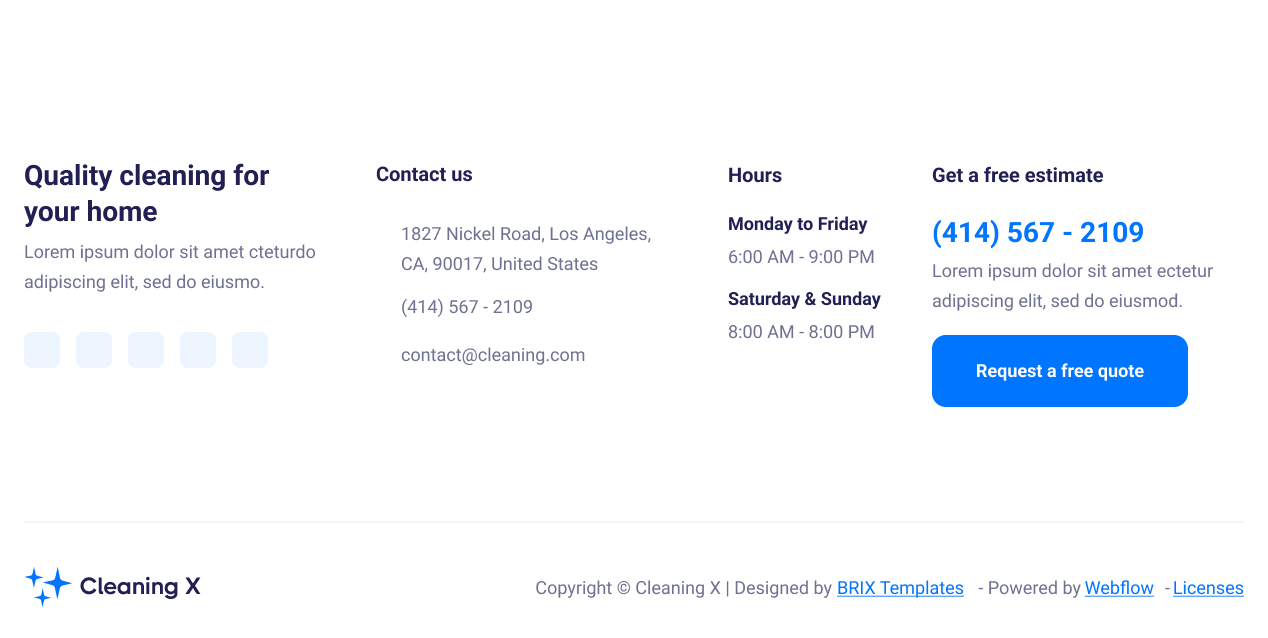 Quality cleaning for
your home
Lorem ipsum dolor sit amet cteturdo
adipiscing elit, sed do eiusmo.
Contact us
1827 Nickel Road, Los Angeles,
CA, 90017, United States
(414) 567 - 2109
contact@cleaning.com
Hours
Monday to Friday
6:00 AM - 9:00 PM
Saturday & Sunday
8:00 AM - 8:00 PM
Get a free estimate
(414) 567 - 2109
Lorem ipsum dolor sit amet ectetur
adipiscing elit, sed do eiusmod.
Request a free quote
Cleaning X
Copyright © Cleaning X | Designed by BRIX Templates - Powered by Webflow - Licenses